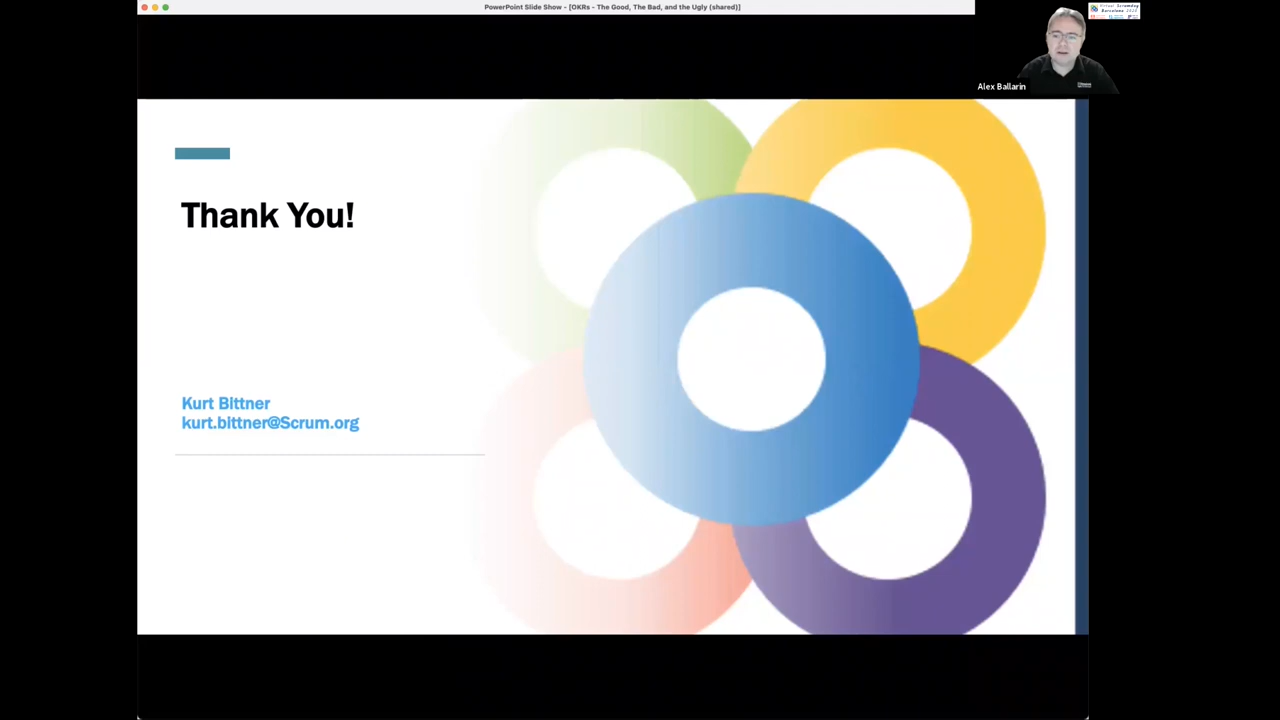 PowerPoint Slide Show - [OKRs - The Good, The Bad, and the Ugly (shared)]
Alex Ballarin
Thank You!
Kurt Bittner
kurt.bittner@Scrum.org